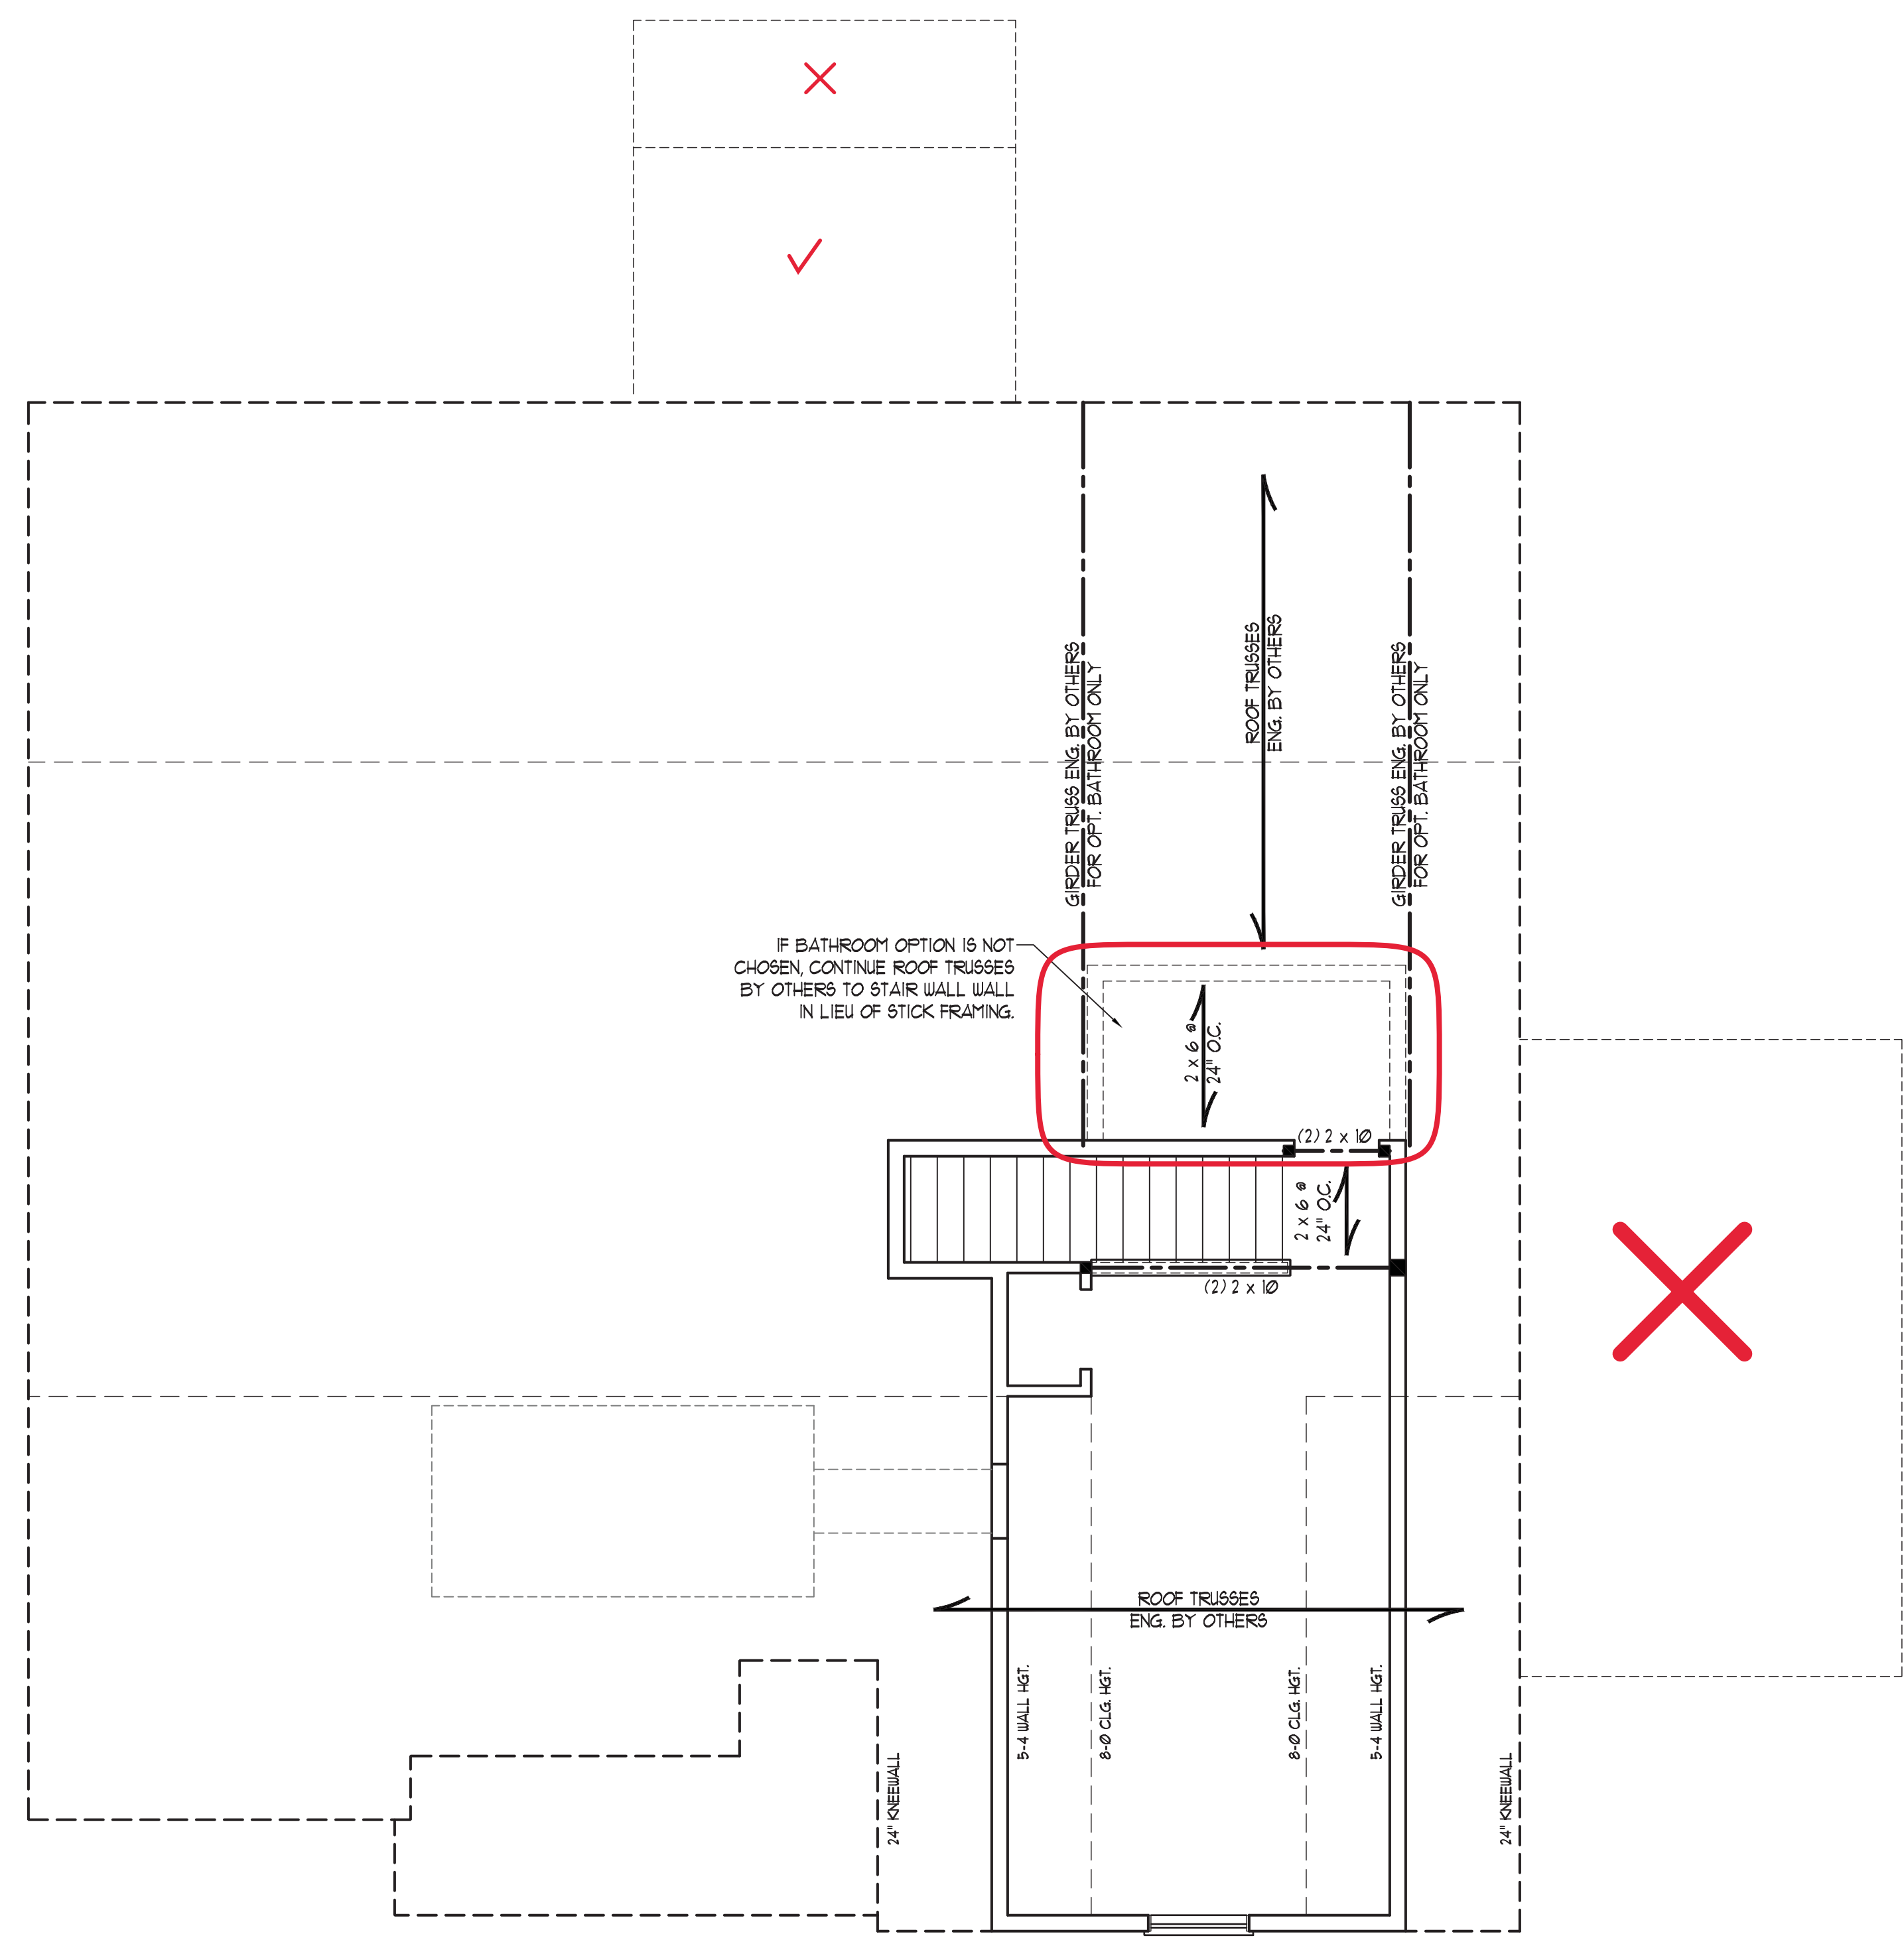 GIRDER TRUSS ENG. BY OTHERS
FOR OPT. BATHROOM ONLY
ROOF TRUSSES
ENG. BY OTHERS
GIRDER TRUSS ENG. BY OTHERS
FOR OPT. BATHROOM ONLY
IF BATHROOM OPTION IS NOT
CHOSEN, CONTINUE ROOF TRUSSES
BY OTHERS TO STAIR WALL WALL
IN LIEU OF STICK FRAMING.
2 x 6 @
24" O.C.
(2) 2 x 10
2 x 6 @
24" O.C.
(2) 2 x 10
ROOF TRUSSES
ENG. BY OTHERS
5-4 WALL HGT.
8-0 CLG. HGT.
8-0 CLG. HGT.
5-4 WALL HGT.
24" KNEEWALL
24" KNEEWALL